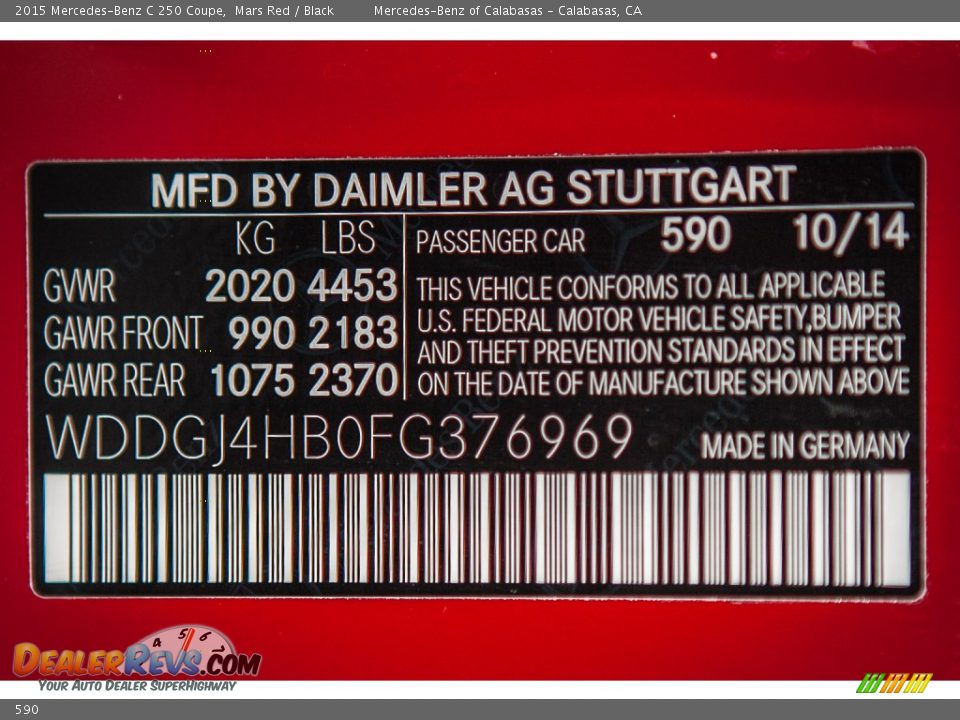 2015 Mercedes-Benz C 250 Coupe, Mars Red / Black Mercedes-Benz of Calabasas - Calabasas, CA
MFD BY DAIMLER AG STUTTGART
KG LBS
GVWR 2020 4453
GAWR FRONT 990 2183
GAWR REAR 1075 2370
PASSENGER CAR 590 10/14
THIS VEHICLE CONFORMS TO ALL APPLICABLE
U.S. FEDERAL MOTOR VEHICLE SAFETY,BUMPER
AND THEFT PREVENTION STANDARDS IN EFFECT
ON THE DATE OF MANUFACTURE SHOWN ABOVE
WDDGJ4HB0FG376969
MADE IN GERMANY
4 5 6
DEALERREVS.COM
YOUR AUTO DEALER SUPERHIGHWAY
590